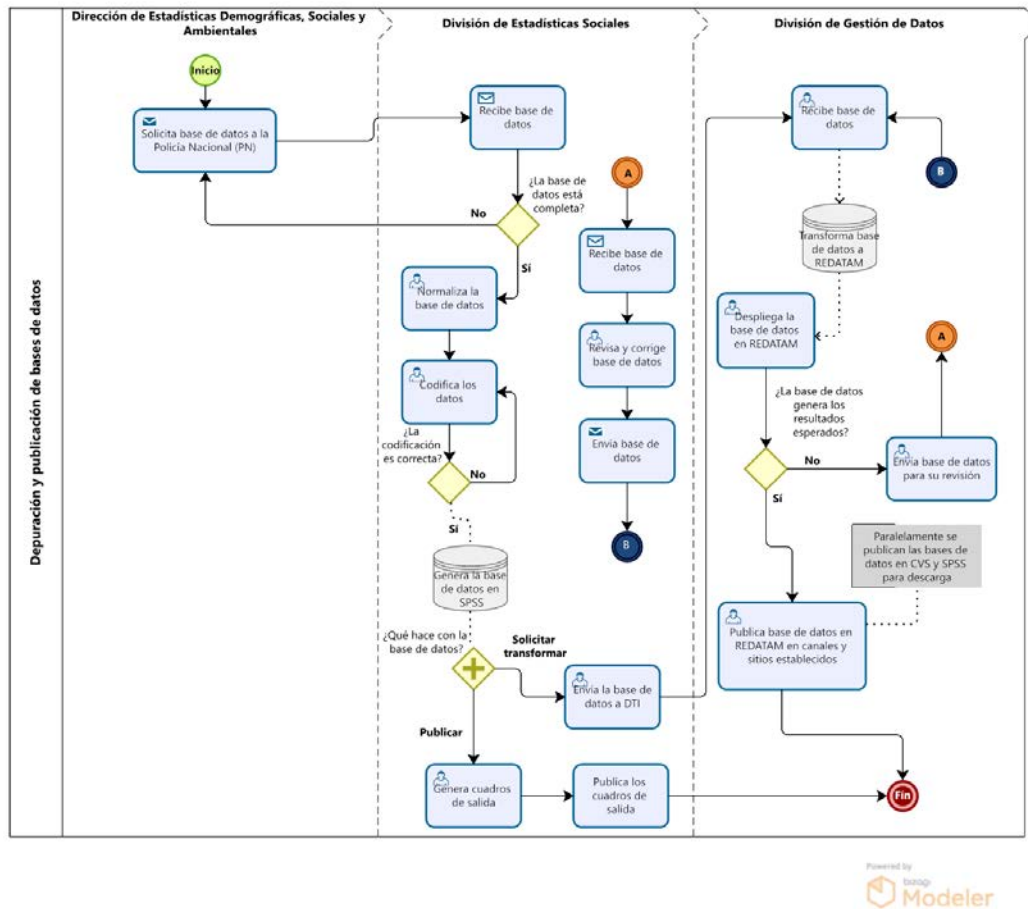 Depuración y publicación de bases de datos
Dirección de Estadísticas Demográficas, Sociales y
Ambientales
Inicio
Solicita base de datos a la
Policía Nacional (PN)
División de Estadísticas Sociales
Recibe base de
datos
¿La base de
datos está
completa?
No
Sí
Normaliza la
base de datos
Codifica los
datos
¿La
codificación
es correcta?
No
Sí
Genera la base
de datos en
SPSS
¿Qué hace con la
base de datos?
Solicitar
transformar
Envía la base de
datos a DTI
Publicar
Genera cuadros
de salida
Publica los
cuadros de
salida
A
Recibe base de
datos
Revisa y corrige
base de datos
Envía base de
datos
B
División de Gestión de Datos
Recibe base de
datos
B
Transforma base
de datos a
REDATAM
Despliega la
base de datos
en REDATAM
A
¿La base de datos
genera los
resultados
esperados?
No
Envía base de datos
para su revisión
Sí
Paralelamente se
publican las bases de
datos en CVS y SPSS
para descarga
Publica base de datos en
REDATAM en canales y
sitios establecidos
Fin
Powered by
bizagi
Modeler